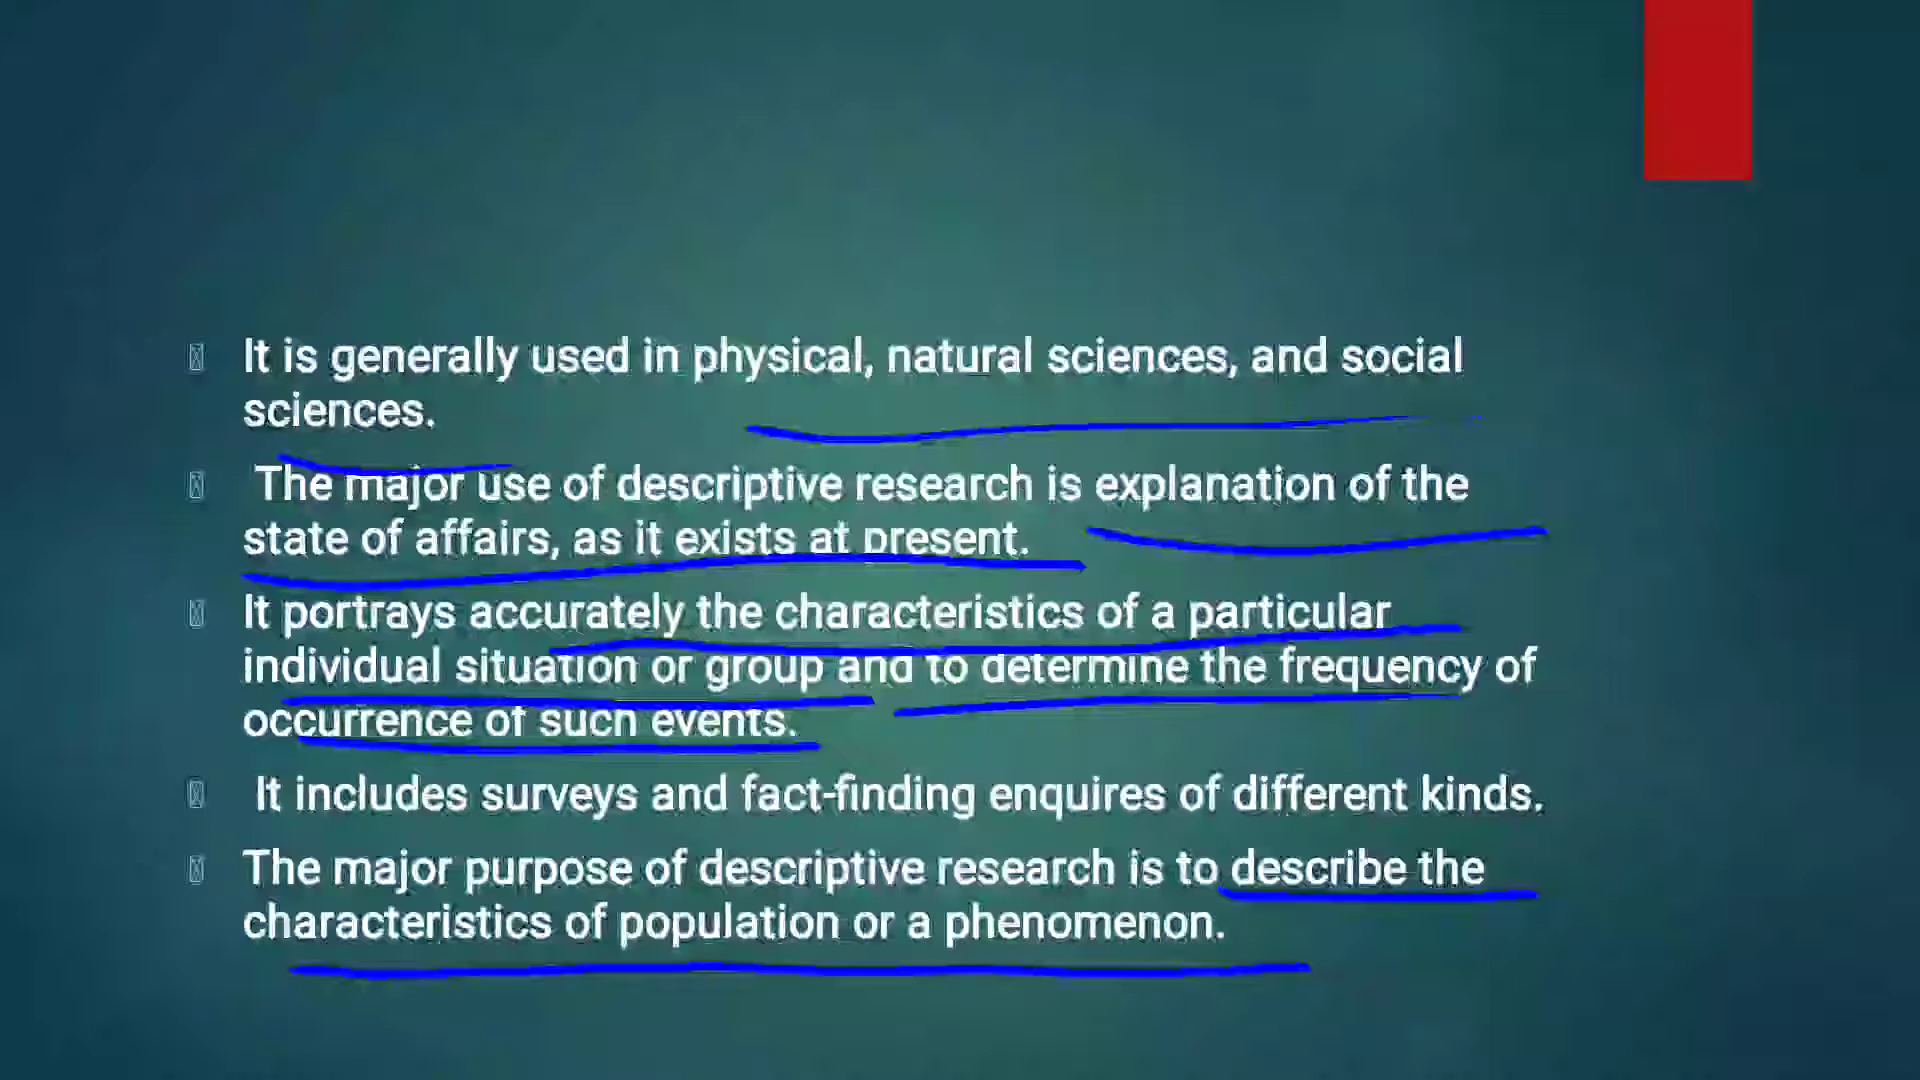 It is generally used in physical, natural sciences, and social
sciences.
The major use of descriptive research is explanation of the
state of affairs, as it exists at present.
It portrays accurately the characteristics of a particular
individual situation or group and to determine the frequency of
occurrence of such events.
It includes surveys and fact-finding enquires of different kinds.
The major purpose of descriptive research is to describe the
characteristics of population or a phenomenon.